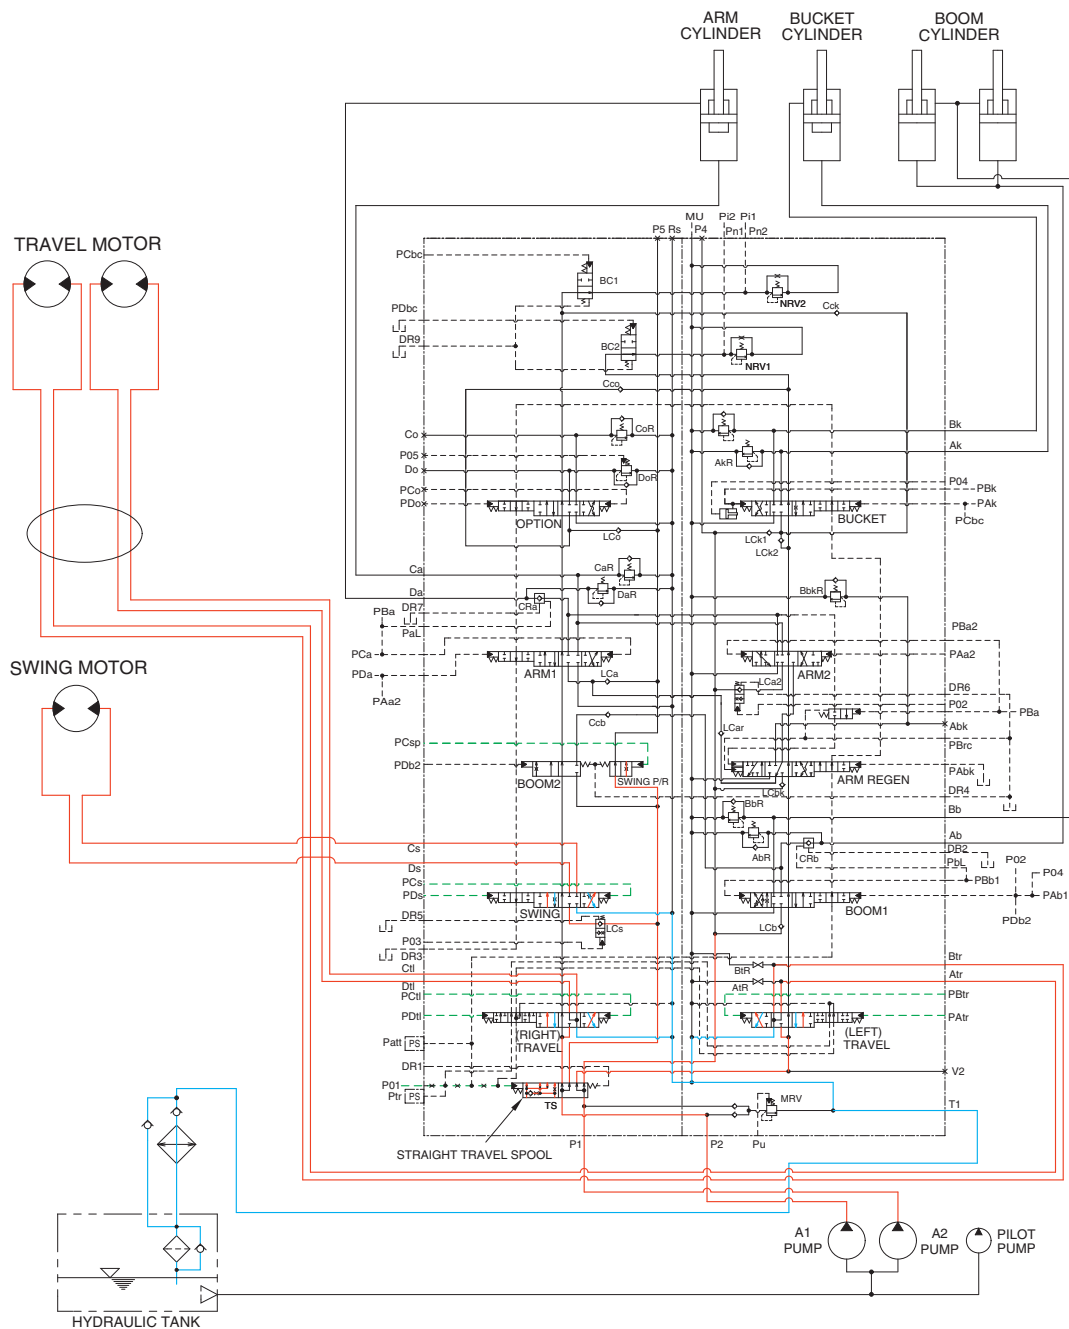 ARM
CYLINDER
BUCKET
CYLINDER
BOOM
CYLINDER
P5 Rs
MU
P4
Pi2 Pi1
Pn1 Pn2
TRAVEL MOTOR
PCbc
BC1
NRV2
Cck
PDbc
DR9
BC2
NRV1
Cco
Co
CoR
Bk
Ak
P05
Do
DoR
AkR
P04
PBk
PCo
PDo
PAk
OPTION
BUCKET
PCbc
LCo
LCk1
LCk2
Ca
CaR
Da
DaR
CRa
BbkR
PBa
DR7
PaL
PBa2
PCa
PAa2
PDa
ARM1
ARM2
LCa
LCa2
PAa2
DR6
P02
PBa
Ccb
LCar
Abk
PCsp
PBrc
PDb2
PAbk
BOOM2
SWING P/R
ARM REGEN
LCbk
DR4
SWING MOTOR
BbR
Bb
AbR
CRb
Ab
Cs
DR2
Ds
PbL
P02
P04
PCs
PBb1
PDs
PAb1
SWING
BOOM1
PDb2
DR5
LCs
LCb
P03
DR3
Ctl
BtR
Btr
AtR
Atr
Dtl
PCtl
PBtr
PDtl
PAtr
(RIGHT)
TRAVEL
(LEFT)
TRAVEL
Patt
PS
DR1
V2
P01
Ptr
PS
TS
MRV
T1
STRAIGHT TRAVEL SPOOL
P1
P2
Pu
A1
PUMP
A2
PUMP
PILOT
PUMP
HYDRAULIC TANK